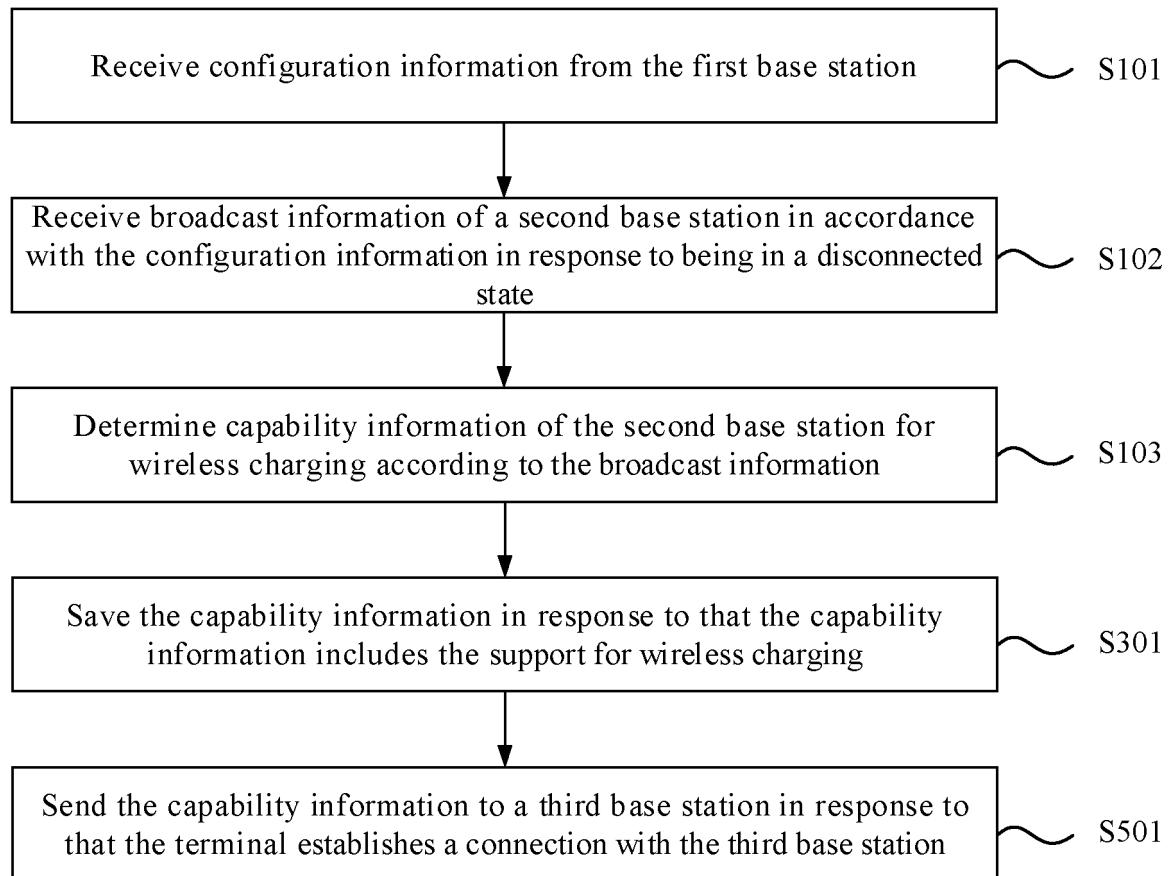 Receive configuration information from the first base station
S101
Receive broadcast information of a second base station in accordance
with the configuration information in response to being in a disconnected
state
S102
Determine capability information of the second base station for
wireless charging according to the broadcast information
S103
Save the capability information in response to that the capability
information includes the support for wireless charging
S301
Send the capability information to a third base station in response to
that the terminal establishes a connection with the third base station
S501